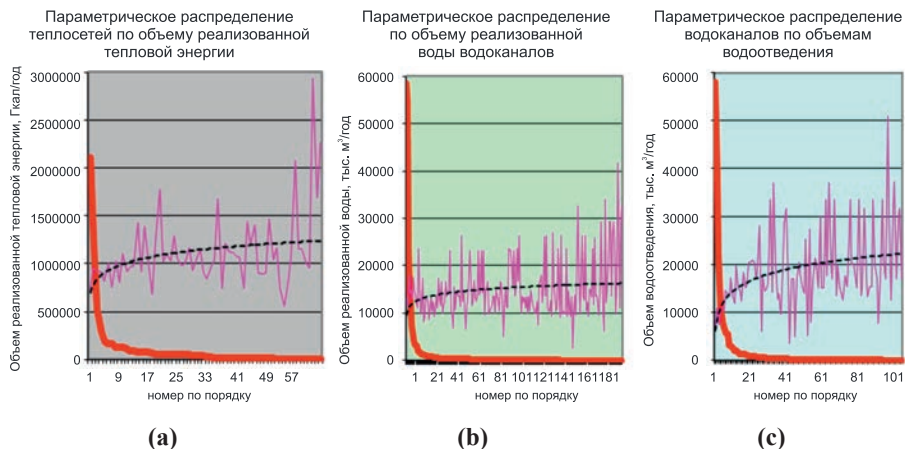 Параметрическое распределение
теплосетей по объему реализованной
тепловой энергии
Объем реализованной тепловой энергии, Гкал/год
3000000
2500000
2000000
1500000
1000000
500000
0
1 9 17 25 33 41 49 57
номер по порядку
(a)
Параметрическое распределение
по объему реализованной
воды водоканалов
Объем реализованной воды, тыс. м³/год
60000
50000
40000
30000
20000
10000
0
1 21 41 61 81 101 121 141 161 181
номер по порядку
(b)
Параметрическое распределение
водоканалов по объемам
водоотведения
Объем водоотведения, тыс. м³/год
60000
50000
40000
30000
20000
10000
0
1 21 41 61 81 101
номер по порядку
(c)